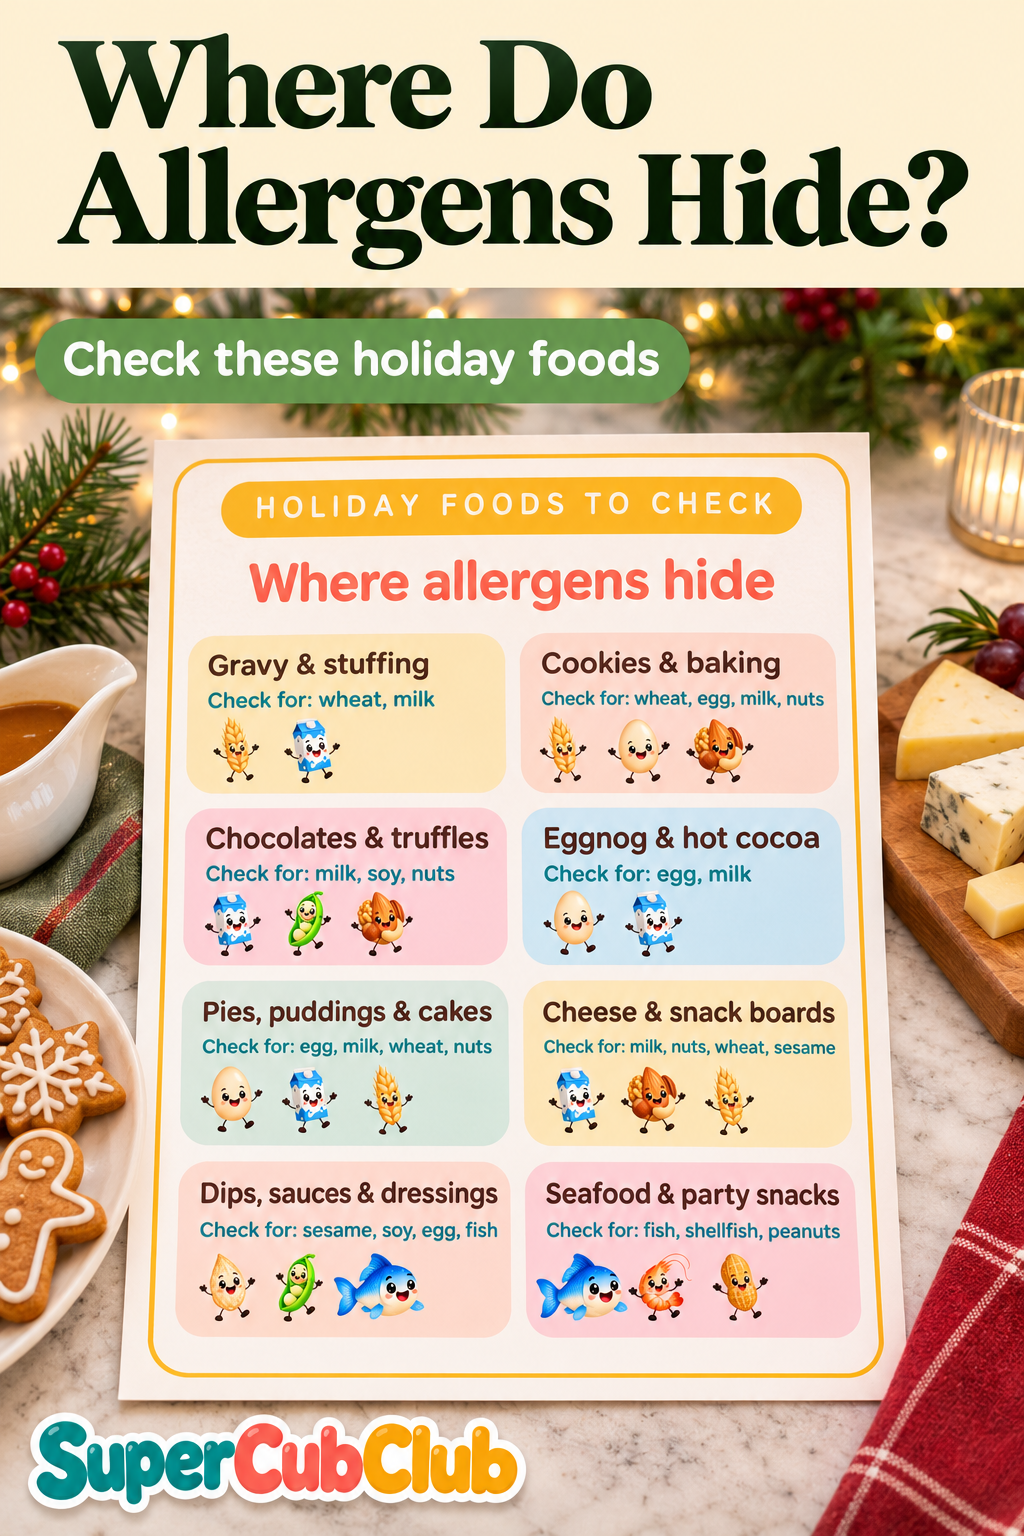 Where Do
Allergens Hide?
Check these holiday foods
HOLIDAY FOODS TO CHECK
Where allergens hide
Gravy & stuffing
Check for: wheat, milk
Cookies & baking
Check for: wheat, egg, milk, nuts
Chocolates & truffles
Check for: milk, soy, nuts
Eggnog & hot cocoa
Check for: egg, milk
Pies, puddings & cakes
Check for: egg, milk, wheat, nuts
Cheese & snack boards
Check for: milk, nuts, wheat, sesame
Dips, sauces & dressings
Check for: sesame, soy, egg, fish
Seafood & party snacks
Check for: fish, shellfish, peanuts
SuperCubClub